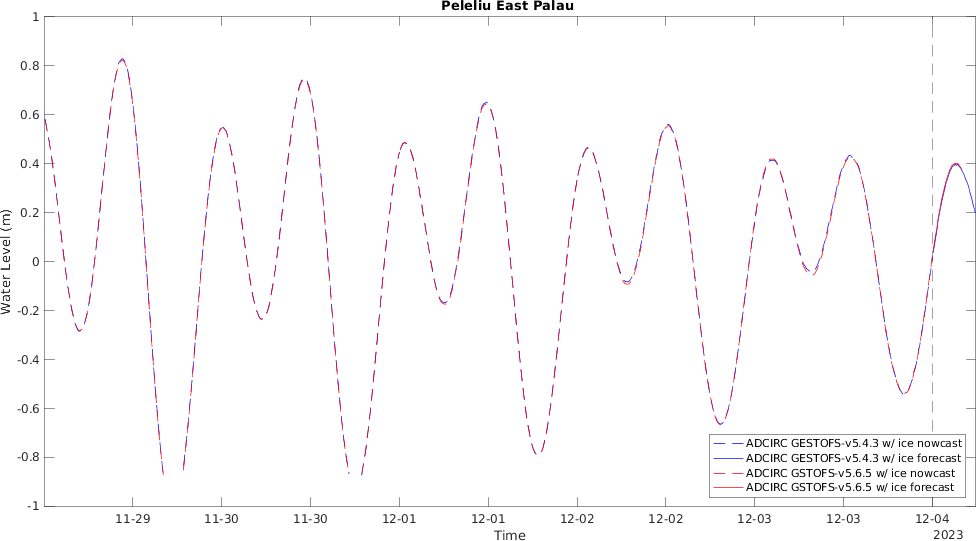 Peleliu East Palau
1
0.8
0.6
0.4
0.2
0
-0.2
-0.4
-0.6
-0.8
-1
Water Level (m)
ADCIRC GESTOFS-v5.4.3 w/ ice nowcast
ADCIRC GESTOFS-v5.4.3 w/ ice forecast
ADCIRC GSTOFS-v5.6.5 w/ ice nowcast
ADCIRC GSTOFS-v5.6.5 w/ ice forecast
11-29 11-30 11-30 12-01 12-01 12-02 12-02 12-03 12-03 12-04
Time
2023